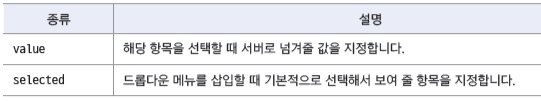 종류 설명
value 해당 항목을 선택할 때 서버로 넘겨줄 값을 지정합니다.
selected 드롭다운 메뉴를 삽입할 때 기본적으로 선택해서 보여 줄 항목을 지정합니다.